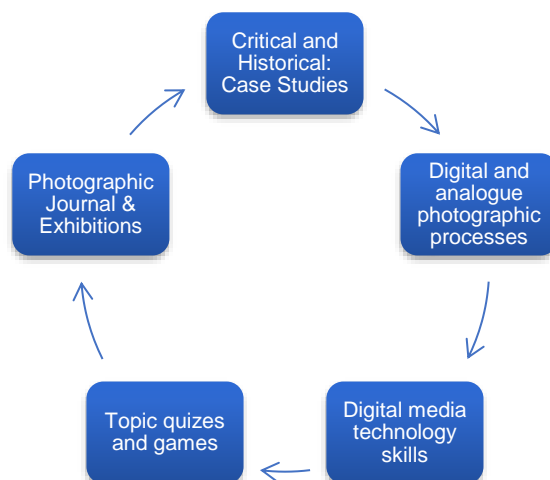 Critical and
Historical:
Case Studies
Digital and
analogue
photographic
processes
Digital media
technology
skills
Topic quizes
and games
Photographic
Journal &
Exhibitions